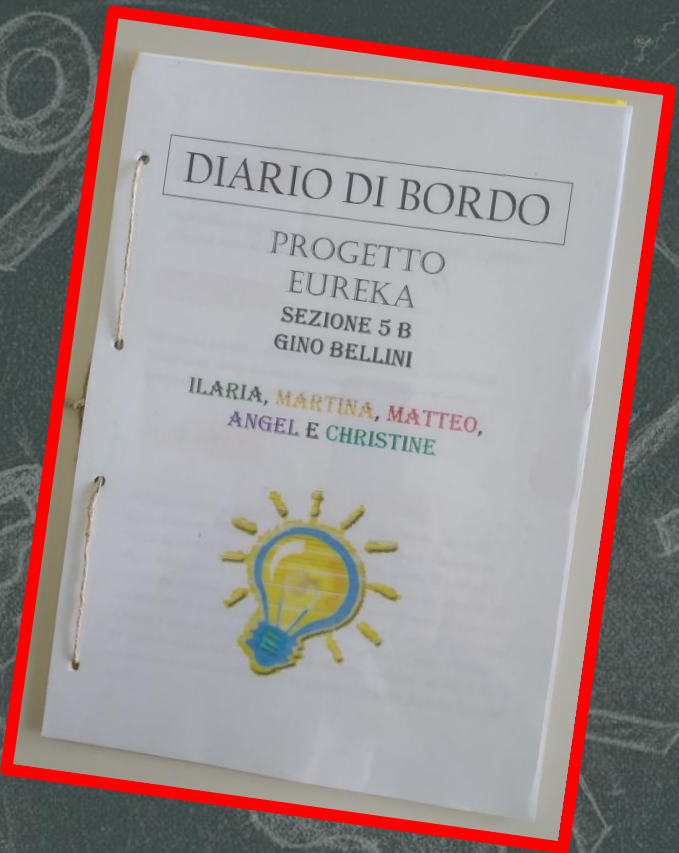 DIARIO DI BORDO
PROGETTO
EUREKA
SEZIONE 5 B
GINO BELLINI
ILARIA, MARTINA, MATTEO,
ANGEL E CHRISTINE